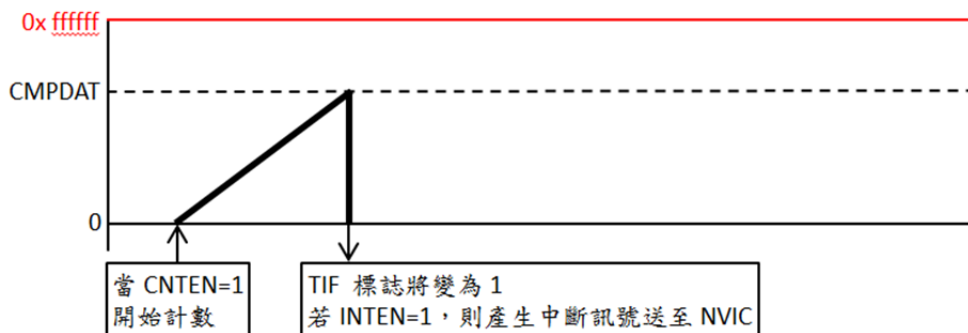 0x ffffff
CMPDAT
0
當 CNTEN=1
開始計數
TIF 標誌將變為 1
若 INTEN=1，則產生中斷訊號送至 NVIC